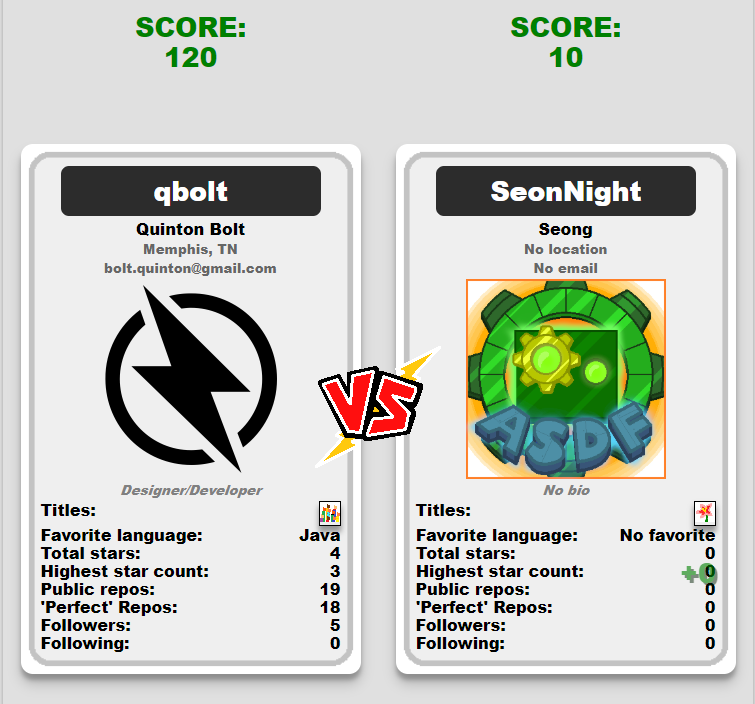 SCORE:
120
qbolt
Quinton Bolt
Memphis, TN
bolt.quinton@gmail.com
Designer/Developer
Titles:
Favorite language: Java
Total stars: 4
Highest star count: 3
Public repos: 19
'Perfect' Repos: 18
Followers: 5
Following: 0
VS
SCORE:
10
SeonNight
Seong
No location
No email
ASDF
No bio
Titles:
Favorite language: No favorite
Total stars: 0
Highest star count: 0
+0
Public repos: 0
'Perfect' Repos: 0
Followers: 0
Following: 0